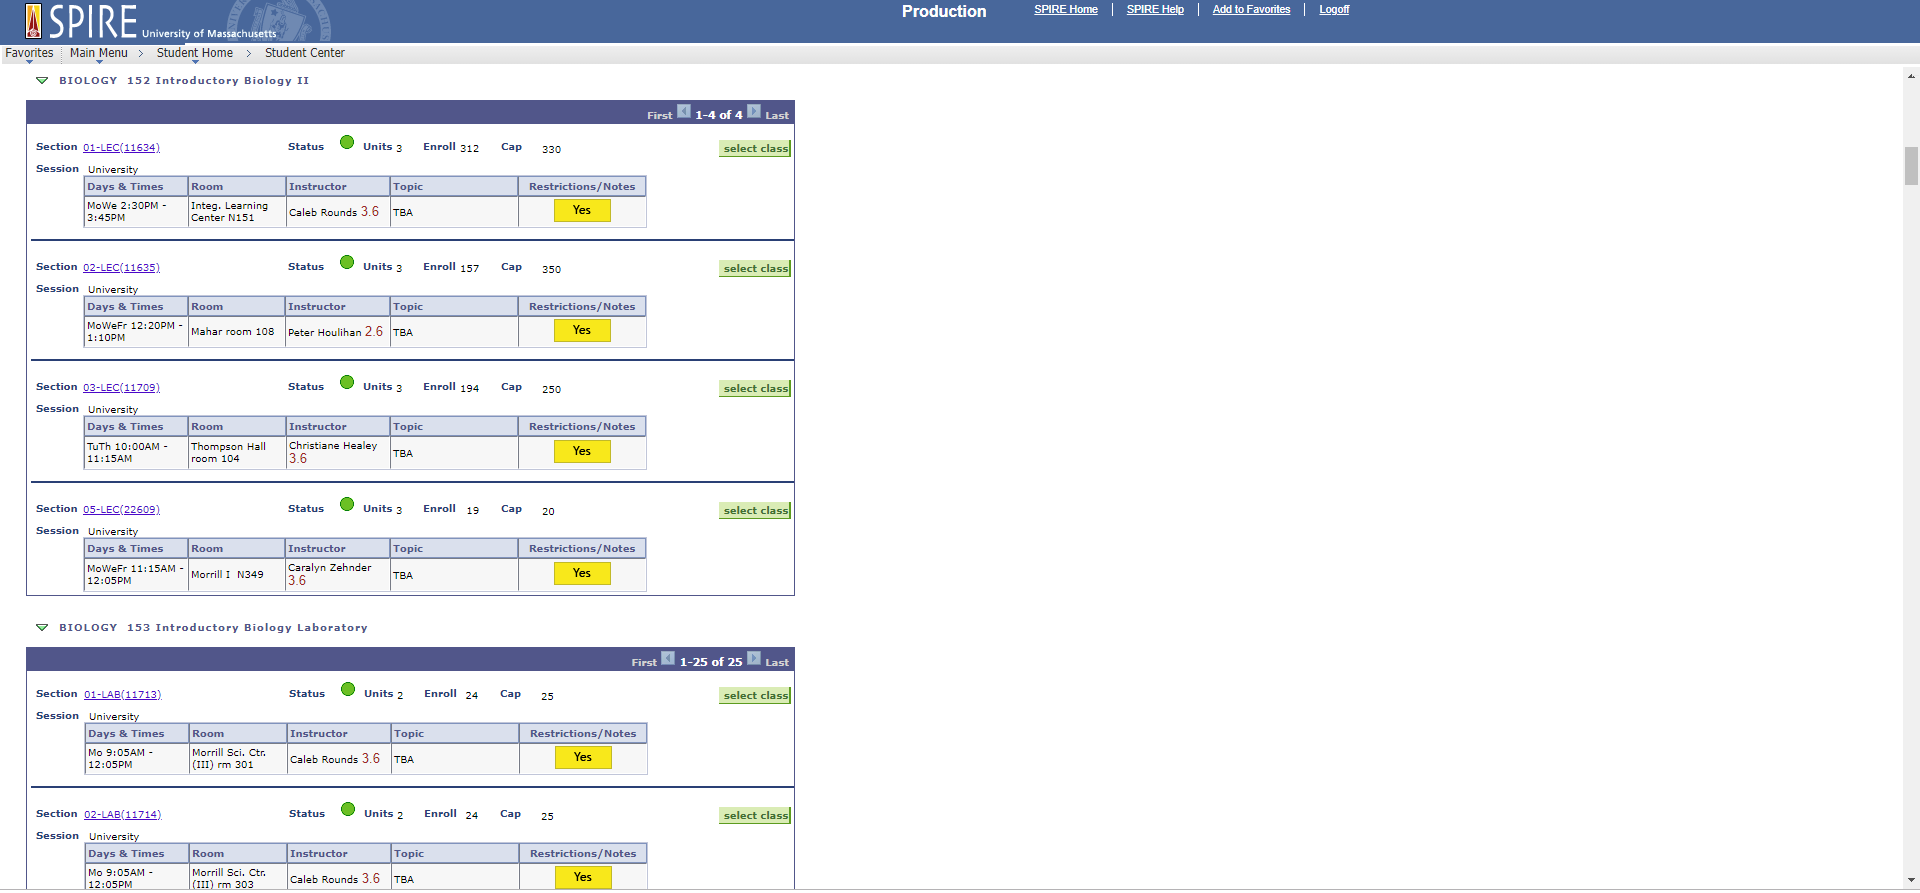 SPIRE University of Massachusetts
Production SPIRE Home SPIRE Help Add to Favorites Logoff
Favorites Main Menu > Student Home > Student Center
BIOLOGY 152 Introductory Biology II
First 1-4 of 4 Last
Section 01-LEC(11634) Status Units 3 Enroll 312 Cap 330 select class
Session University
Days & Times Room Instructor Topic Restrictions/Notes
MoWe 2:30PM - Integ. Learning
3:45PM Center N151 Caleb Rounds 3.6 TBA Yes
Section 02-LEC(11635) Status Units 3 Enroll 157 Cap 350 select class
Session University
Days & Times Room Instructor Topic Restrictions/Notes
MoWeFr 12:20PM -
1:10PM Mahar room 108 Peter Houlihan 2.6 TBA Yes
Section 03-LEC(11709) Status Units 3 Enroll 194 Cap 250 select class
Session University
Days & Times Room Instructor Topic Restrictions/Notes
TuTh 10:00AM - Thompson Hall Christiane Healey
11:15AM room 104 3.6 TBA Yes
Section 05-LEC(22609) Status Units 3 Enroll 19 Cap 20 select class
Session University
Days & Times Room Instructor Topic Restrictions/Notes
MoWeFr 11:15AM - Caralyn Zehnder
12:05PM Morrill I N349 3.6 TBA Yes
BIOLOGY 153 Introductory Biology Laboratory
First 1-25 of 25 Last
Section 01-LAB(11713) Status Units 2 Enroll 24 Cap 25 select class
Session University
Days & Times Room Instructor Topic Restrictions/Notes
Mo 9:05AM - Morrill Sci. Ctr.
12:05PM (III) rm 301 Caleb Rounds 3.6 TBA Yes
Section 02-LAB(11714) Status Units 2 Enroll 24 Cap 25 select class
Session University
Days & Times Room Instructor Topic Restrictions/Notes
Mo 9:05AM - Morrill Sci. Ctr.
12:05PM (III) rm 303 Caleb Rounds 3.6 TBA Yes